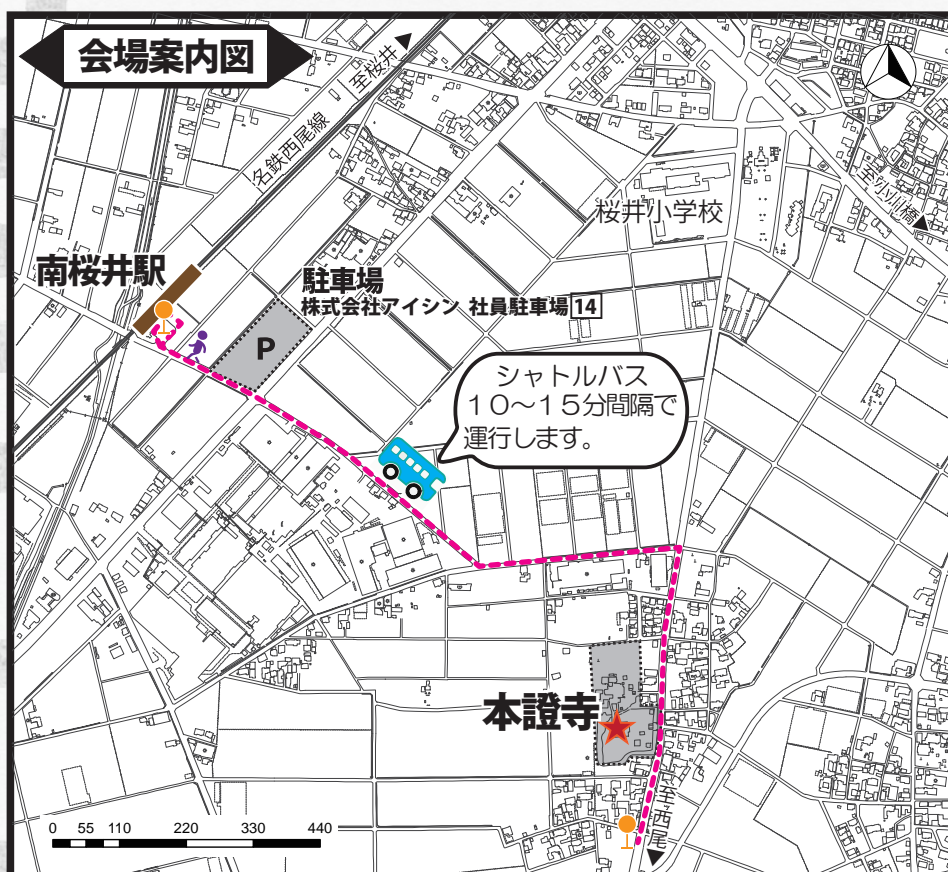 会場案内図
至桜井
名鉄西尾線
至小川橋
桜井小学校
南桜井駅
駐車場
株式会社アイシン 社員駐車場 14
P
シャトルバス
10～15分間隔で
運行します。
本證寺
至西尾
0 55 110 220 330 440